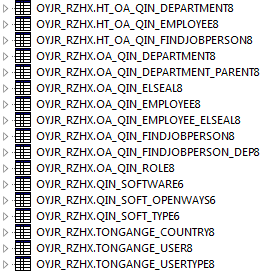 OYJR_RZHX.HT_OA_QIN_DEPARTMENT8
OYJR_RZHX.HT_OA_QIN_EMPLOYEE8
OYJR_RZHX.HT_OA_QIN_FINDJOBPERSON8
OYJR_RZHX.OA_QIN_DEPARTMENT8
OYJR_RZHX.OA_QIN_DEPARTMENT_PARENT8
OYJR_RZHX.OA_QIN_ELSEAL8
OYJR_RZHX.OA_QIN_EMPLOYEE8
OYJR_RZHX.OA_QIN_EMPLOYEE_ELSEAL8
OYJR_RZHX.OA_QIN_FINDJOBPERSON8
OYJR_RZHX.OA_QIN_FINDJOBPERSON_DEP8
OYJR_RZHX.OA_QIN_ROLE8
OYJR_RZHX.QIN_SOFTWARE6
OYJR_RZHX.QIN_SOFT_OPENWAYS6
OYJR_RZHX.QIN_SOFT_TYPE6
OYJR_RZHX.TONGANGE_COUNTRY8
OYJR_RZHX.TONGANGE_USER8
OYJR_RZHX.TONGANGE_USERTYPE8